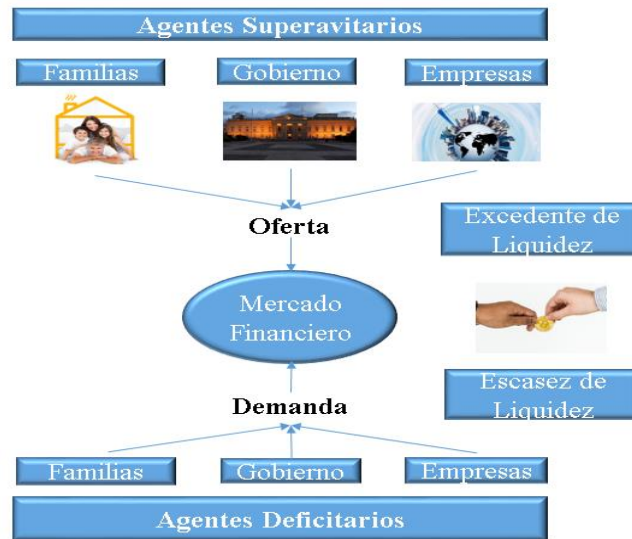 Agentes Superavitarios
Familias
Gobierno
Empresas
Oferta
Excedente de
Liquidez
Mercado
Financiero
Escasez de
Liquidez
Demanda
Familias
Gobierno
Empresas
Agentes Deficitarios